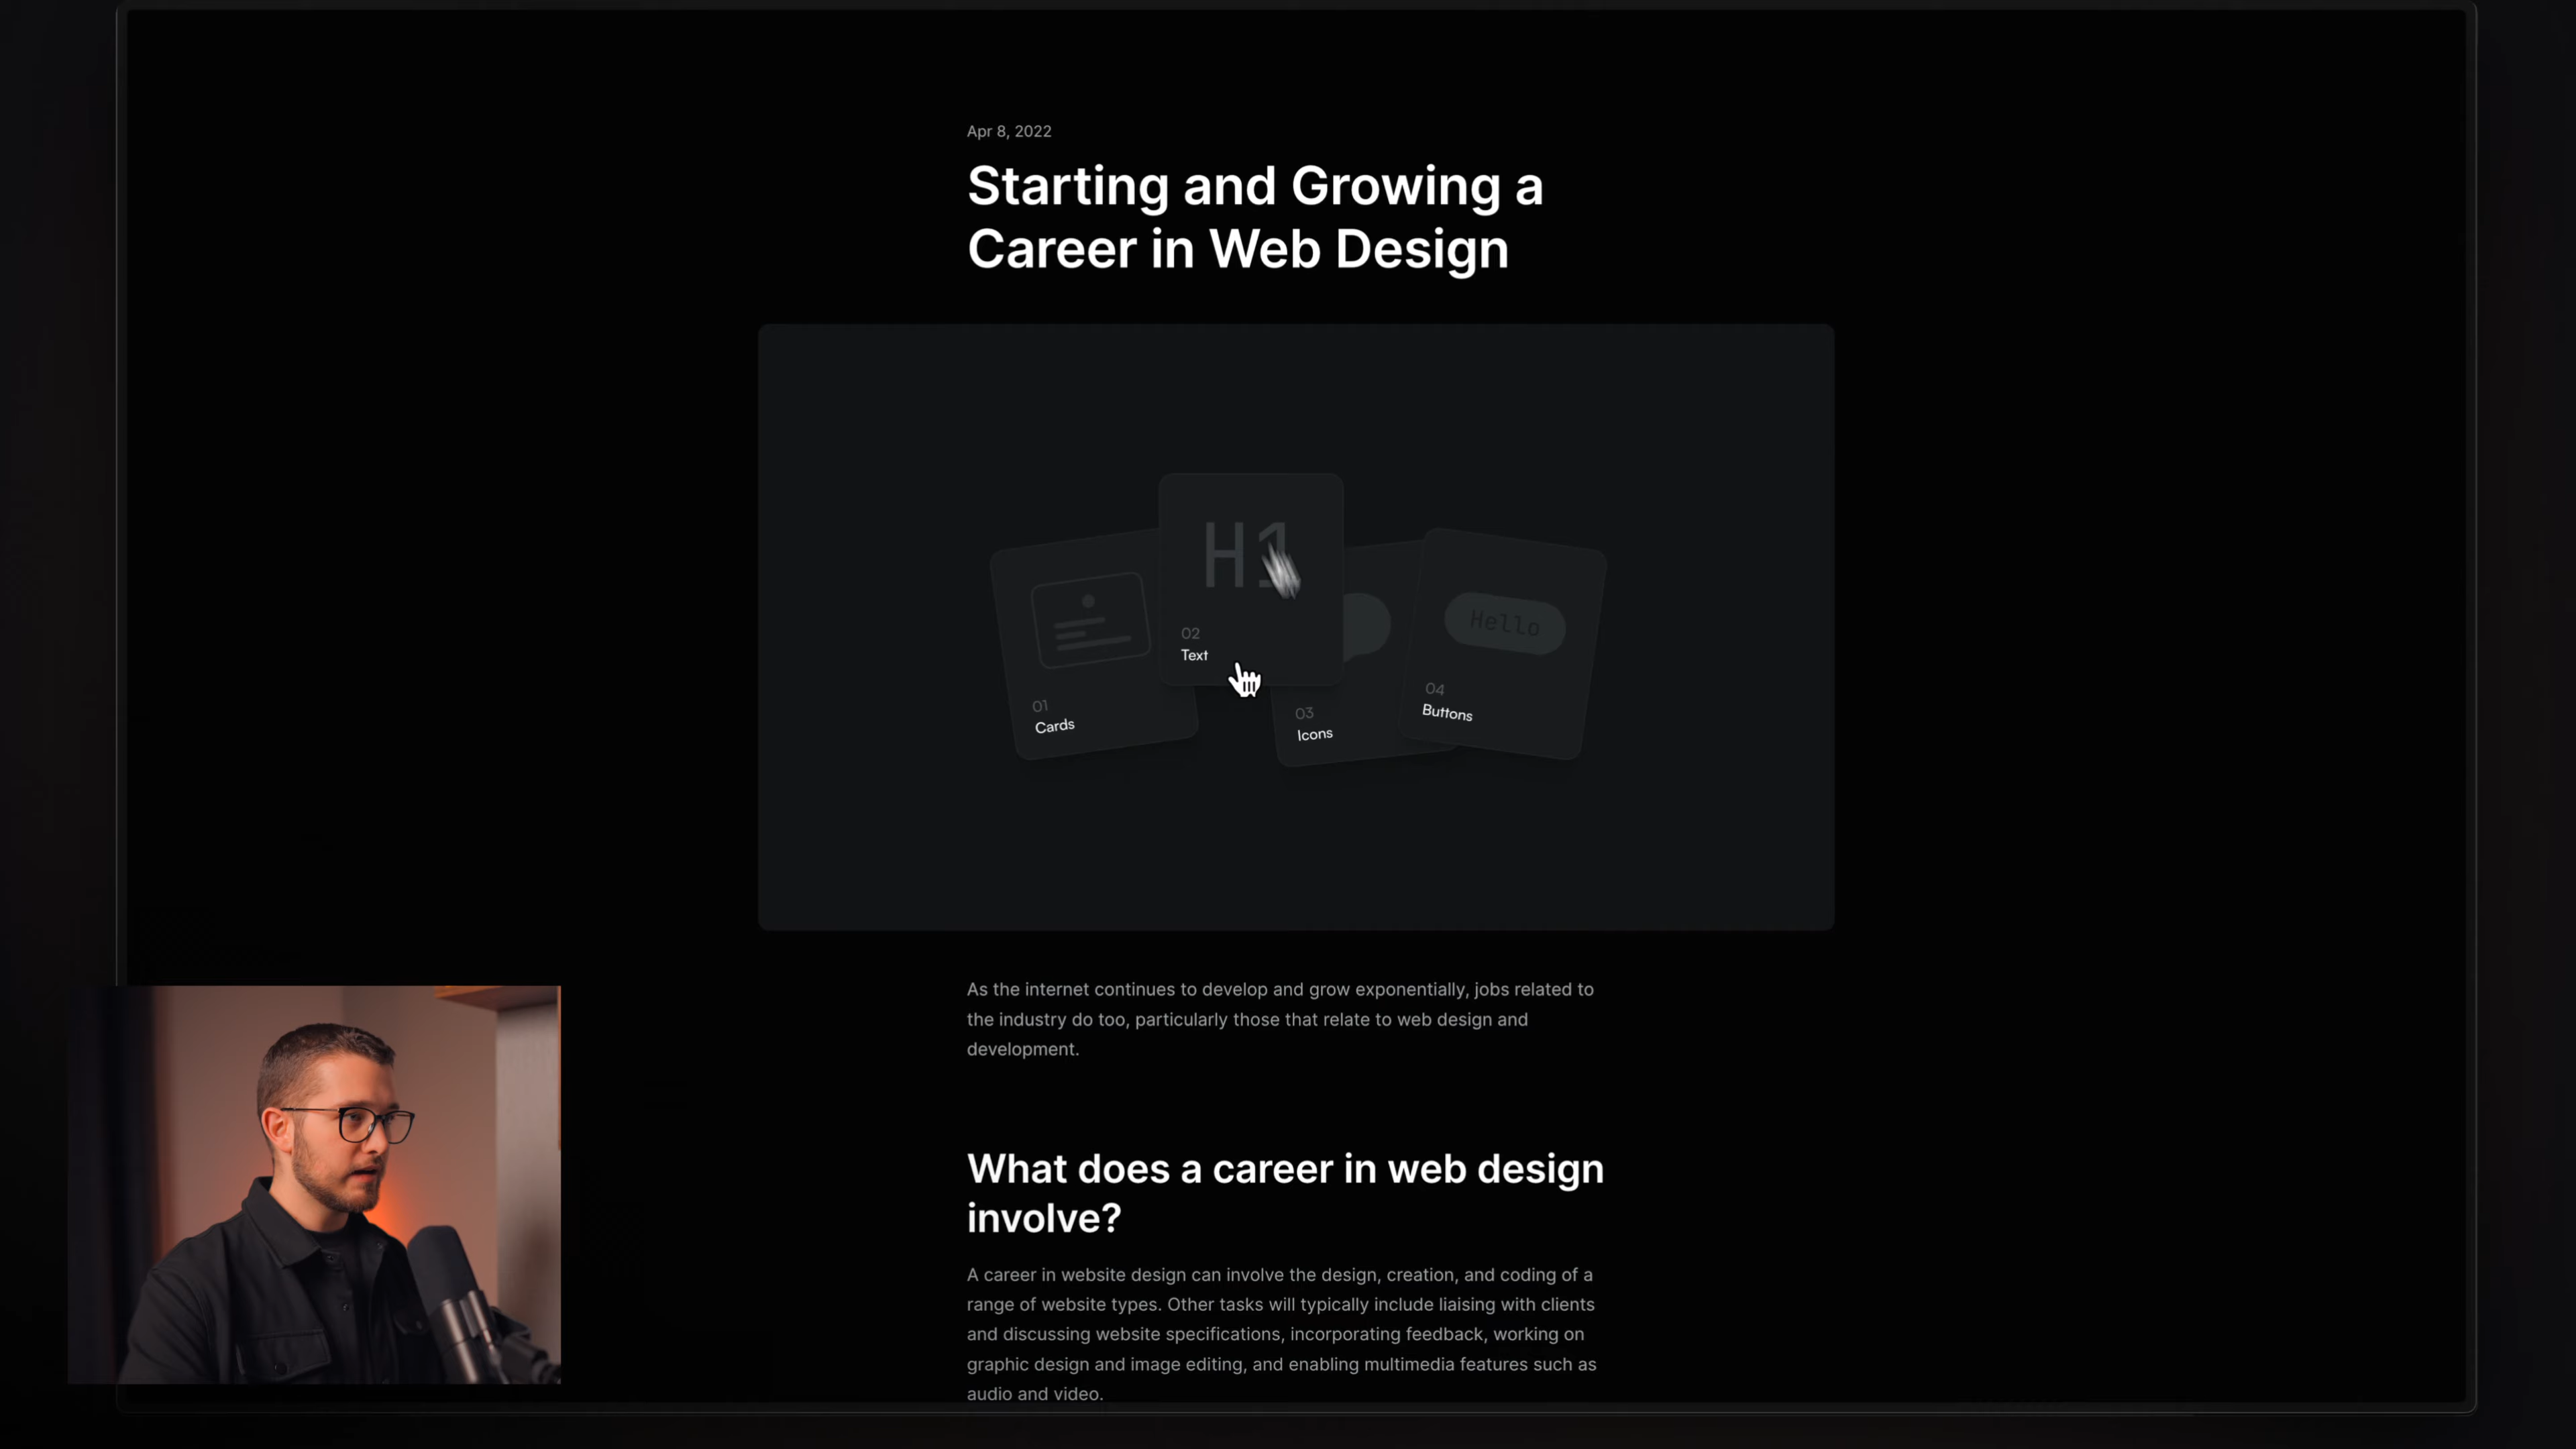 Apr 8, 2022
Starting and Growing a
Career in Web Design
H1
02
Text
Hello
01
Cards
03
Icons
04
Buttons
As the internet continues to develop and grow exponentially, jobs related to
the industry do too, particularly those that relate to web design and
development.
What does a career in web design
involve?
A career in website design can involve the design, creation, and coding of a
range of website types. Other tasks will typically include liaising with clients
and discussing website specifications, incorporating feedback, working on
graphic design and image editing, and enabling multimedia features such as
audio and video.